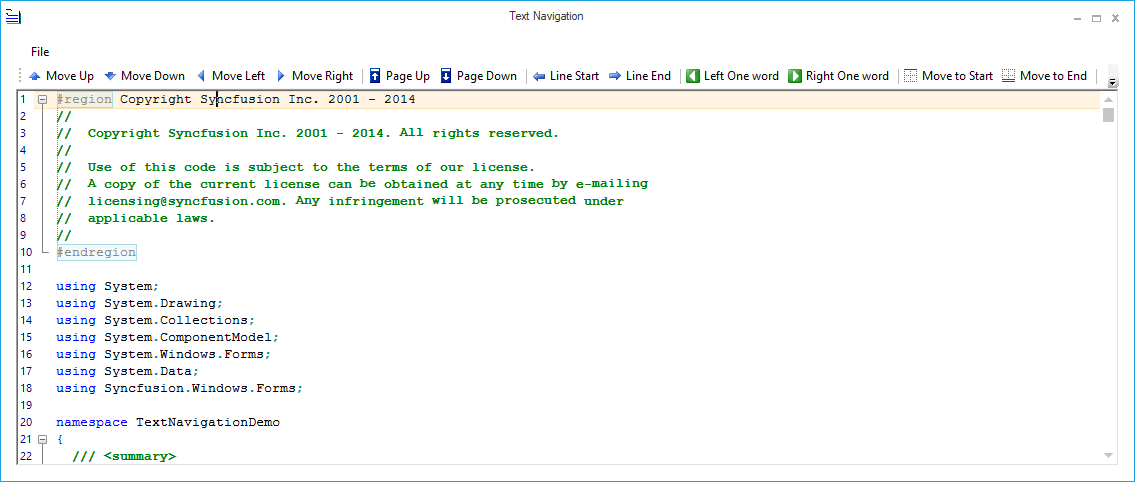 Text Navigation
File
Move Up Move Down Move Left Move Right Page Up Page Down Line Start Line End Left One word Right One word Move to Start Move to End
1 #region Copyright Syncfusion Inc. 2001 - 2014
2 //
3 //  Copyright Syncfusion Inc. 2001 - 2014. All rights reserved.
4 //
5 //  Use of this code is subject to the terms of our license.
6 //  A copy of the current license can be obtained at any time by e-mailing
7 //  licensing@syncfusion.com. Any infringement will be prosecuted under
8 //  applicable laws.
9 //
10 #endregion
11
12 using System;
13 using System.Drawing;
14 using System.Collections;
15 using System.ComponentModel;
16 using System.Windows.Forms;
17 using System.Data;
18 using Syncfusion.Windows.Forms;
19
20 namespace TextNavigationDemo
21 {
22   /// <summary>